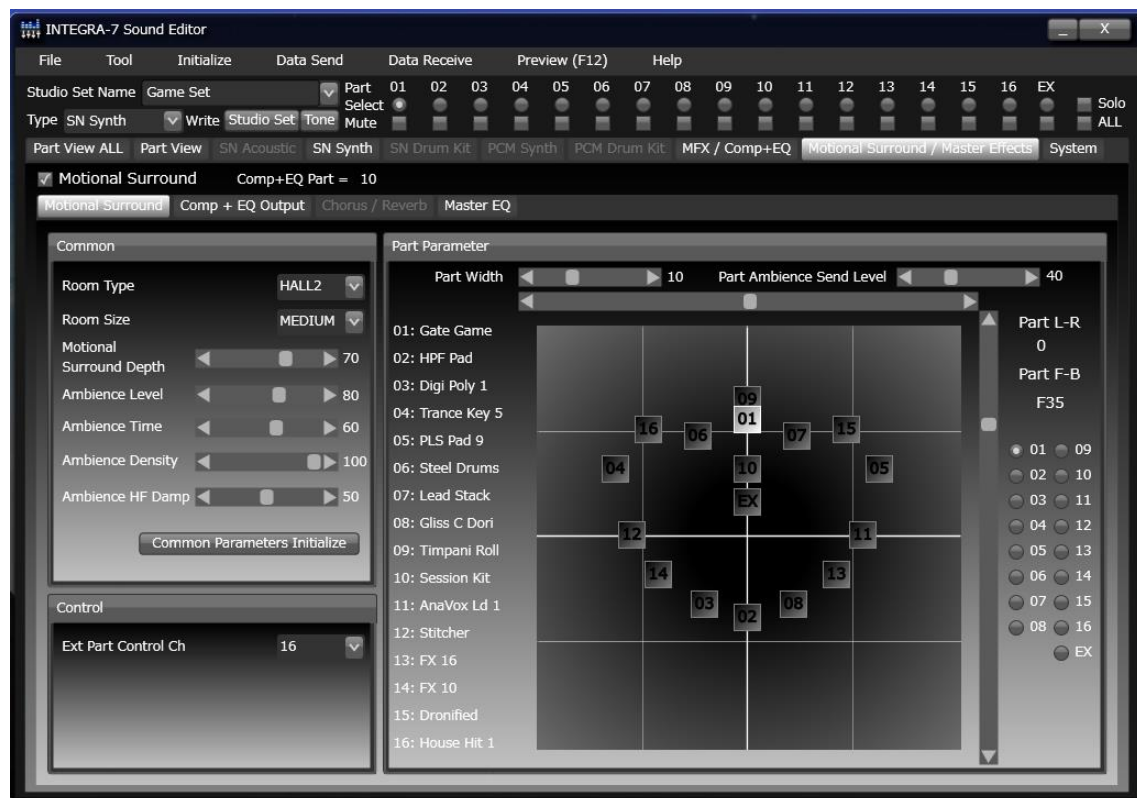 INTEGRA-7 Sound Editor
_ X
File Tool Initialize Data Send Data Receive Preview (F12) Help
Studio Set Name Game Set Part Select 01 02 03 04 05 06 07 08 09 10 11 12 13 14 15 16 EX Solo
Type SN Synth Write Studio Set Tone Mute ALL
Part View ALL Part View SN Acoustic SN Synth SN Drum Kit PCM Synth PCM Drum Kit MFX / Comp+EQ Motional Surround / Master Effects System
Motional Surround Comp+EQ Part = 10
Motional Surround Comp + EQ Output Chorus / Reverb Master EQ
Common
Room Type HALL2
Room Size MEDIUM
Motional
Surround Depth 70
Ambience Level 80
Ambience Time 60
Ambience Density 100
Ambience HF Damp 50
Common Parameters Initialize
Control
Ext Part Control Ch 16
Part Parameter
Part Width 10 Part Ambience Send Level 40
01: Gate Game
02: HPF Pad
03: Digi Poly 1
04: Trance Key 5
05: PLS Pad 9
06: Steel Drums
07: Lead Stack
08: Gliss C Dori
09: Timpani Roll
10: Session Kit
11: AnaVox Ld 1
12: Stitcher
13: FX 16
14: FX 10
15: Dronified
16: House Hit 1
09
01
16 06 07 15
04 10 05
EX
12 11
14 13
03 02 08
Part L-R
0
Part F-B
F35
01 09
02 10
03 11
04 12
05 13
06 14
07 15
08 16
EX